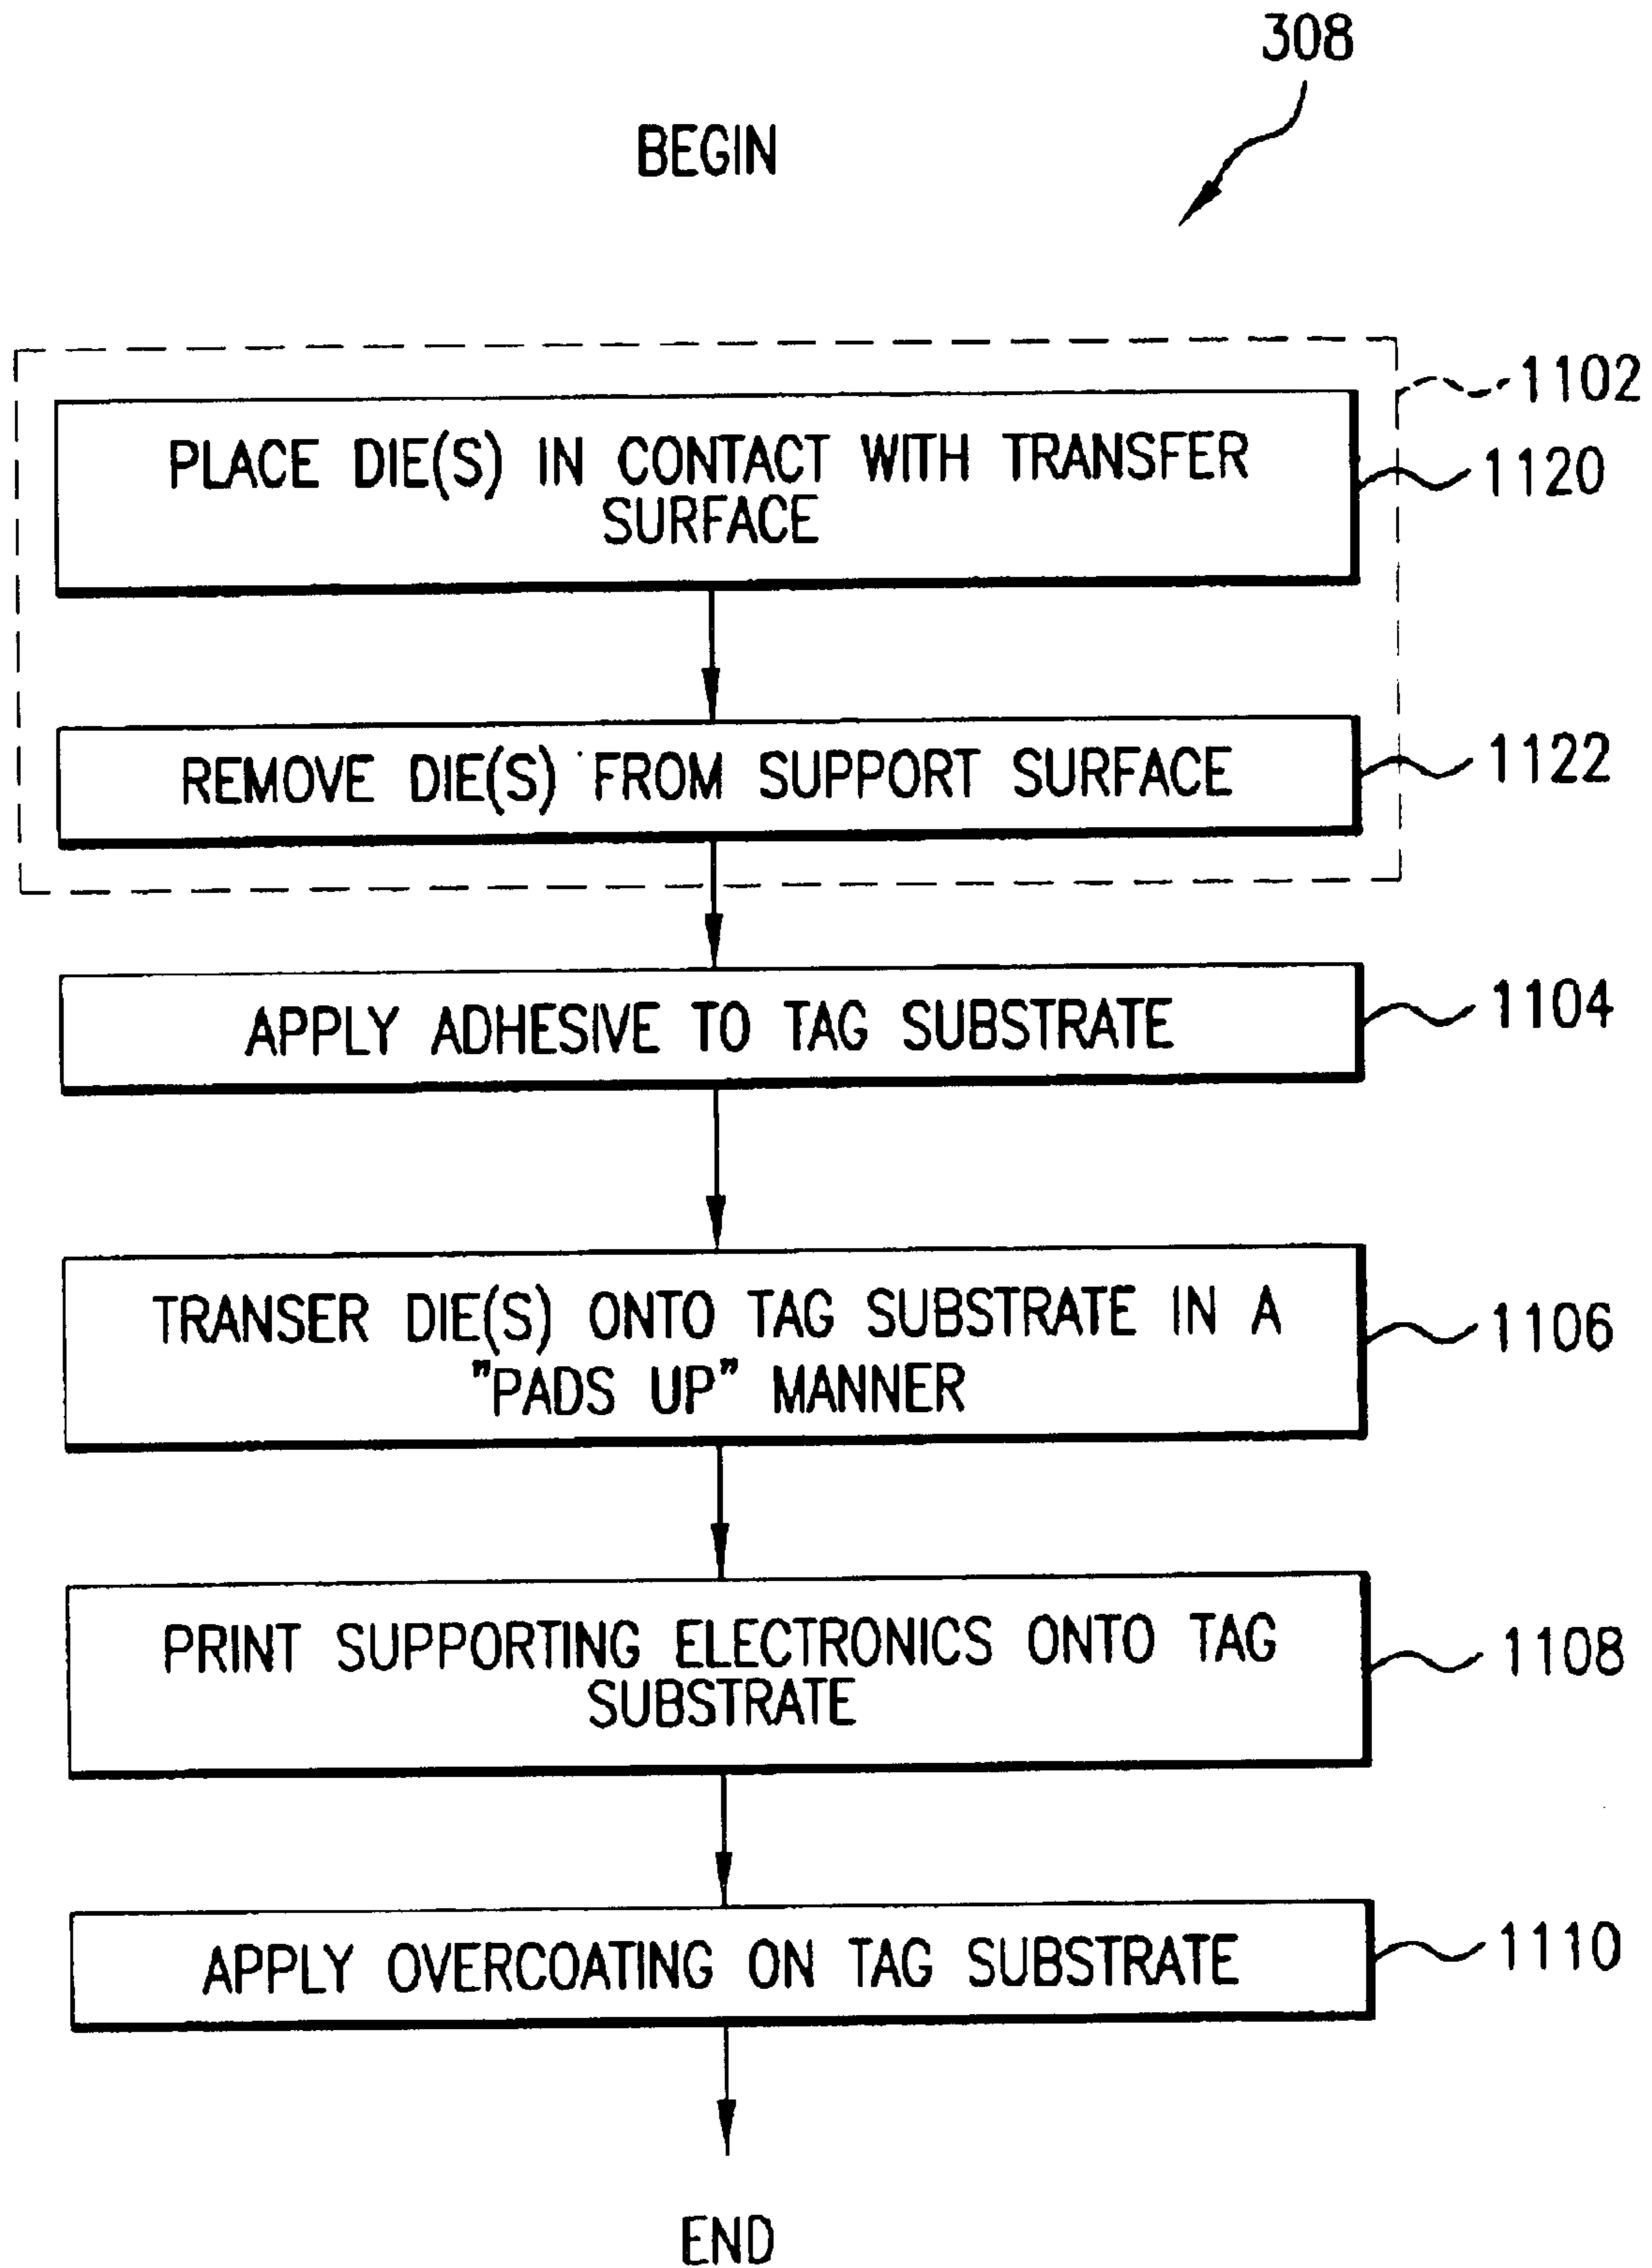 308
BEGIN
1102
PLACE DIE(S) IN CONTACT WITH TRANSFER
SURFACE
1120
REMOVE DIE(S) FROM SUPPORT SURFACE
1122
APPLY ADHESIVE TO TAG SUBSTRATE
1104
TRANSER DIE(S) ONTO TAG SUBSTRATE IN A
"PADS UP" MANNER
1106
PRINT SUPPORTING ELECTRONICS ONTO TAG
SUBSTRATE
1108
APPLY OVERCOATING ON TAG SUBSTRATE
1110
END